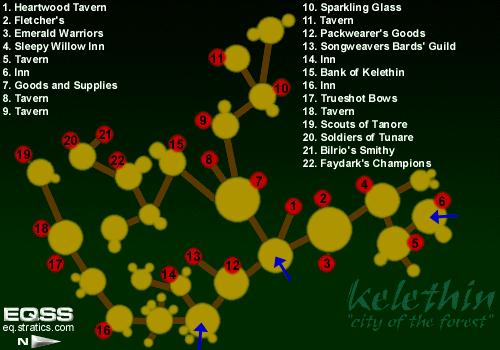 1. Heartwood Tavern
2. Fletcher's
3. Emerald Warriors
4. Sleepy Willow Inn
5. Tavern
6. Inn
7. Goods and Supplies
8. Tavern
9. Tavern
10. Sparkling Glass
11. Tavern
12. Packwearer's Goods
13. Songweavers Bards' Guild
14. Inn
15. Bank of Kelethin
16. Inn
17. Trueshot Bows
18. Tavern
19. Scouts of Tanore
20. Soldiers of Tunare
21. Bilrio's Smithy
22. Faydark's Champions
11
10
21
20
9
15
19
22
8
7
1
2
4
6
18
5
17
13
12
3
14
16
EQSS
eq.stratics.com
N
Kelethin
"city of the forest"